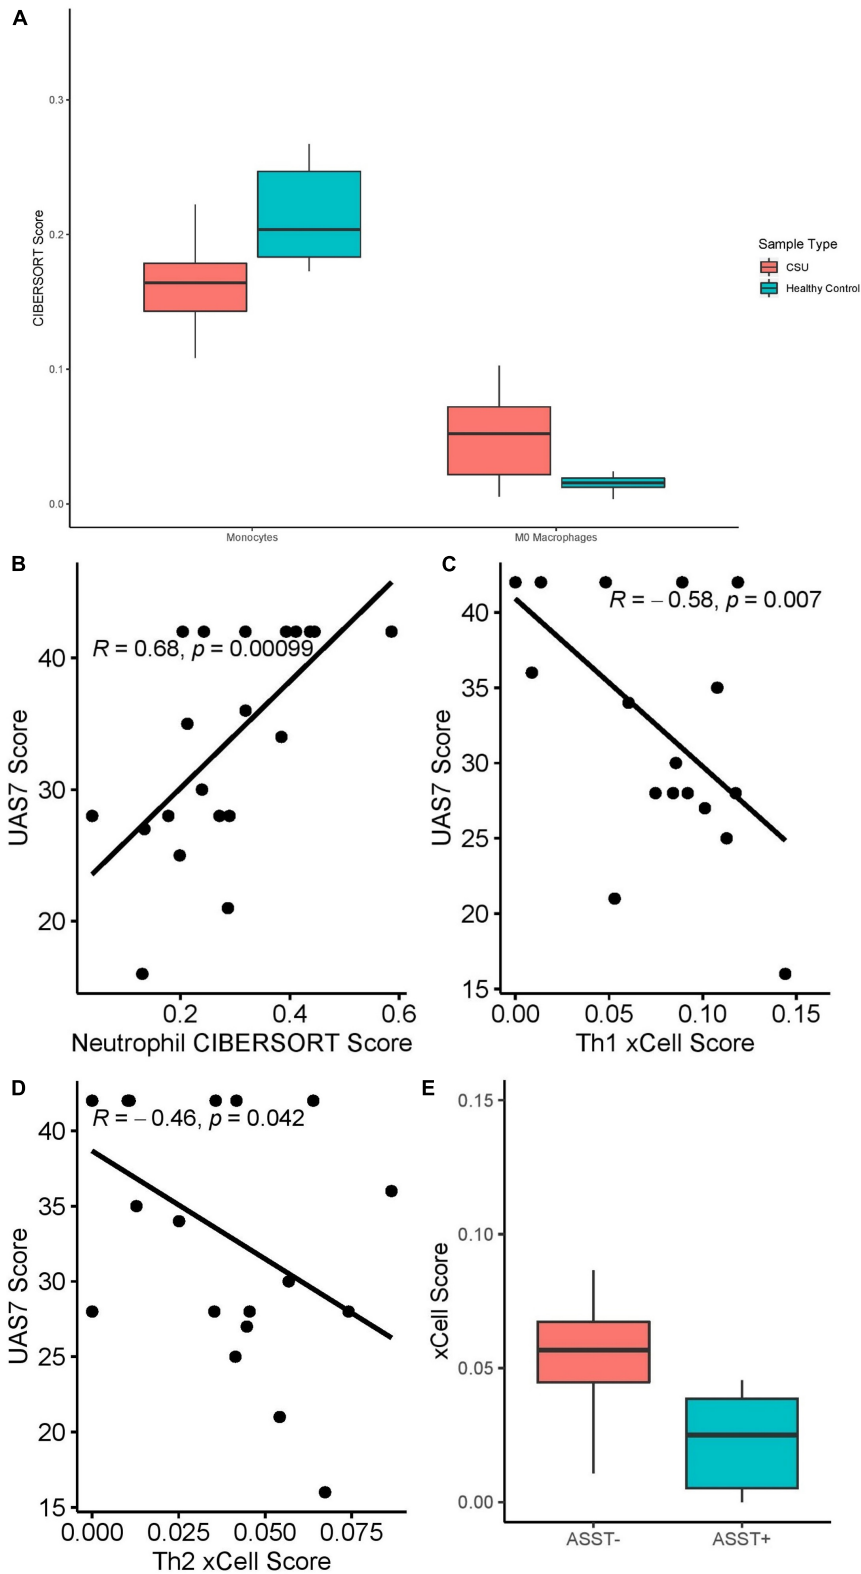 A
0.3
0.2
0.1
0.0
CIBERSORT Score
Monocytes
M0 Macrophages
Sample Type
CSU
Healthy Control
B
R = 0.68, p = 0.00099
40
30
20
UAS7 Score
0.2 0.4 0.6
Neutrophil CIBERSORT Score
C
R = − 0.58, p = 0.007
40
35
30
25
20
15
UAS7 Score
0.00 0.05 0.10 0.15
Th1 xCell Score
D
R = − 0.46, p = 0.042
40
35
30
25
20
15
UAS7 Score
0.000 0.025 0.050 0.075
Th2 xCell Score
E
0.15
0.10
0.05
0.00
xCell Score
ASST- ASST+